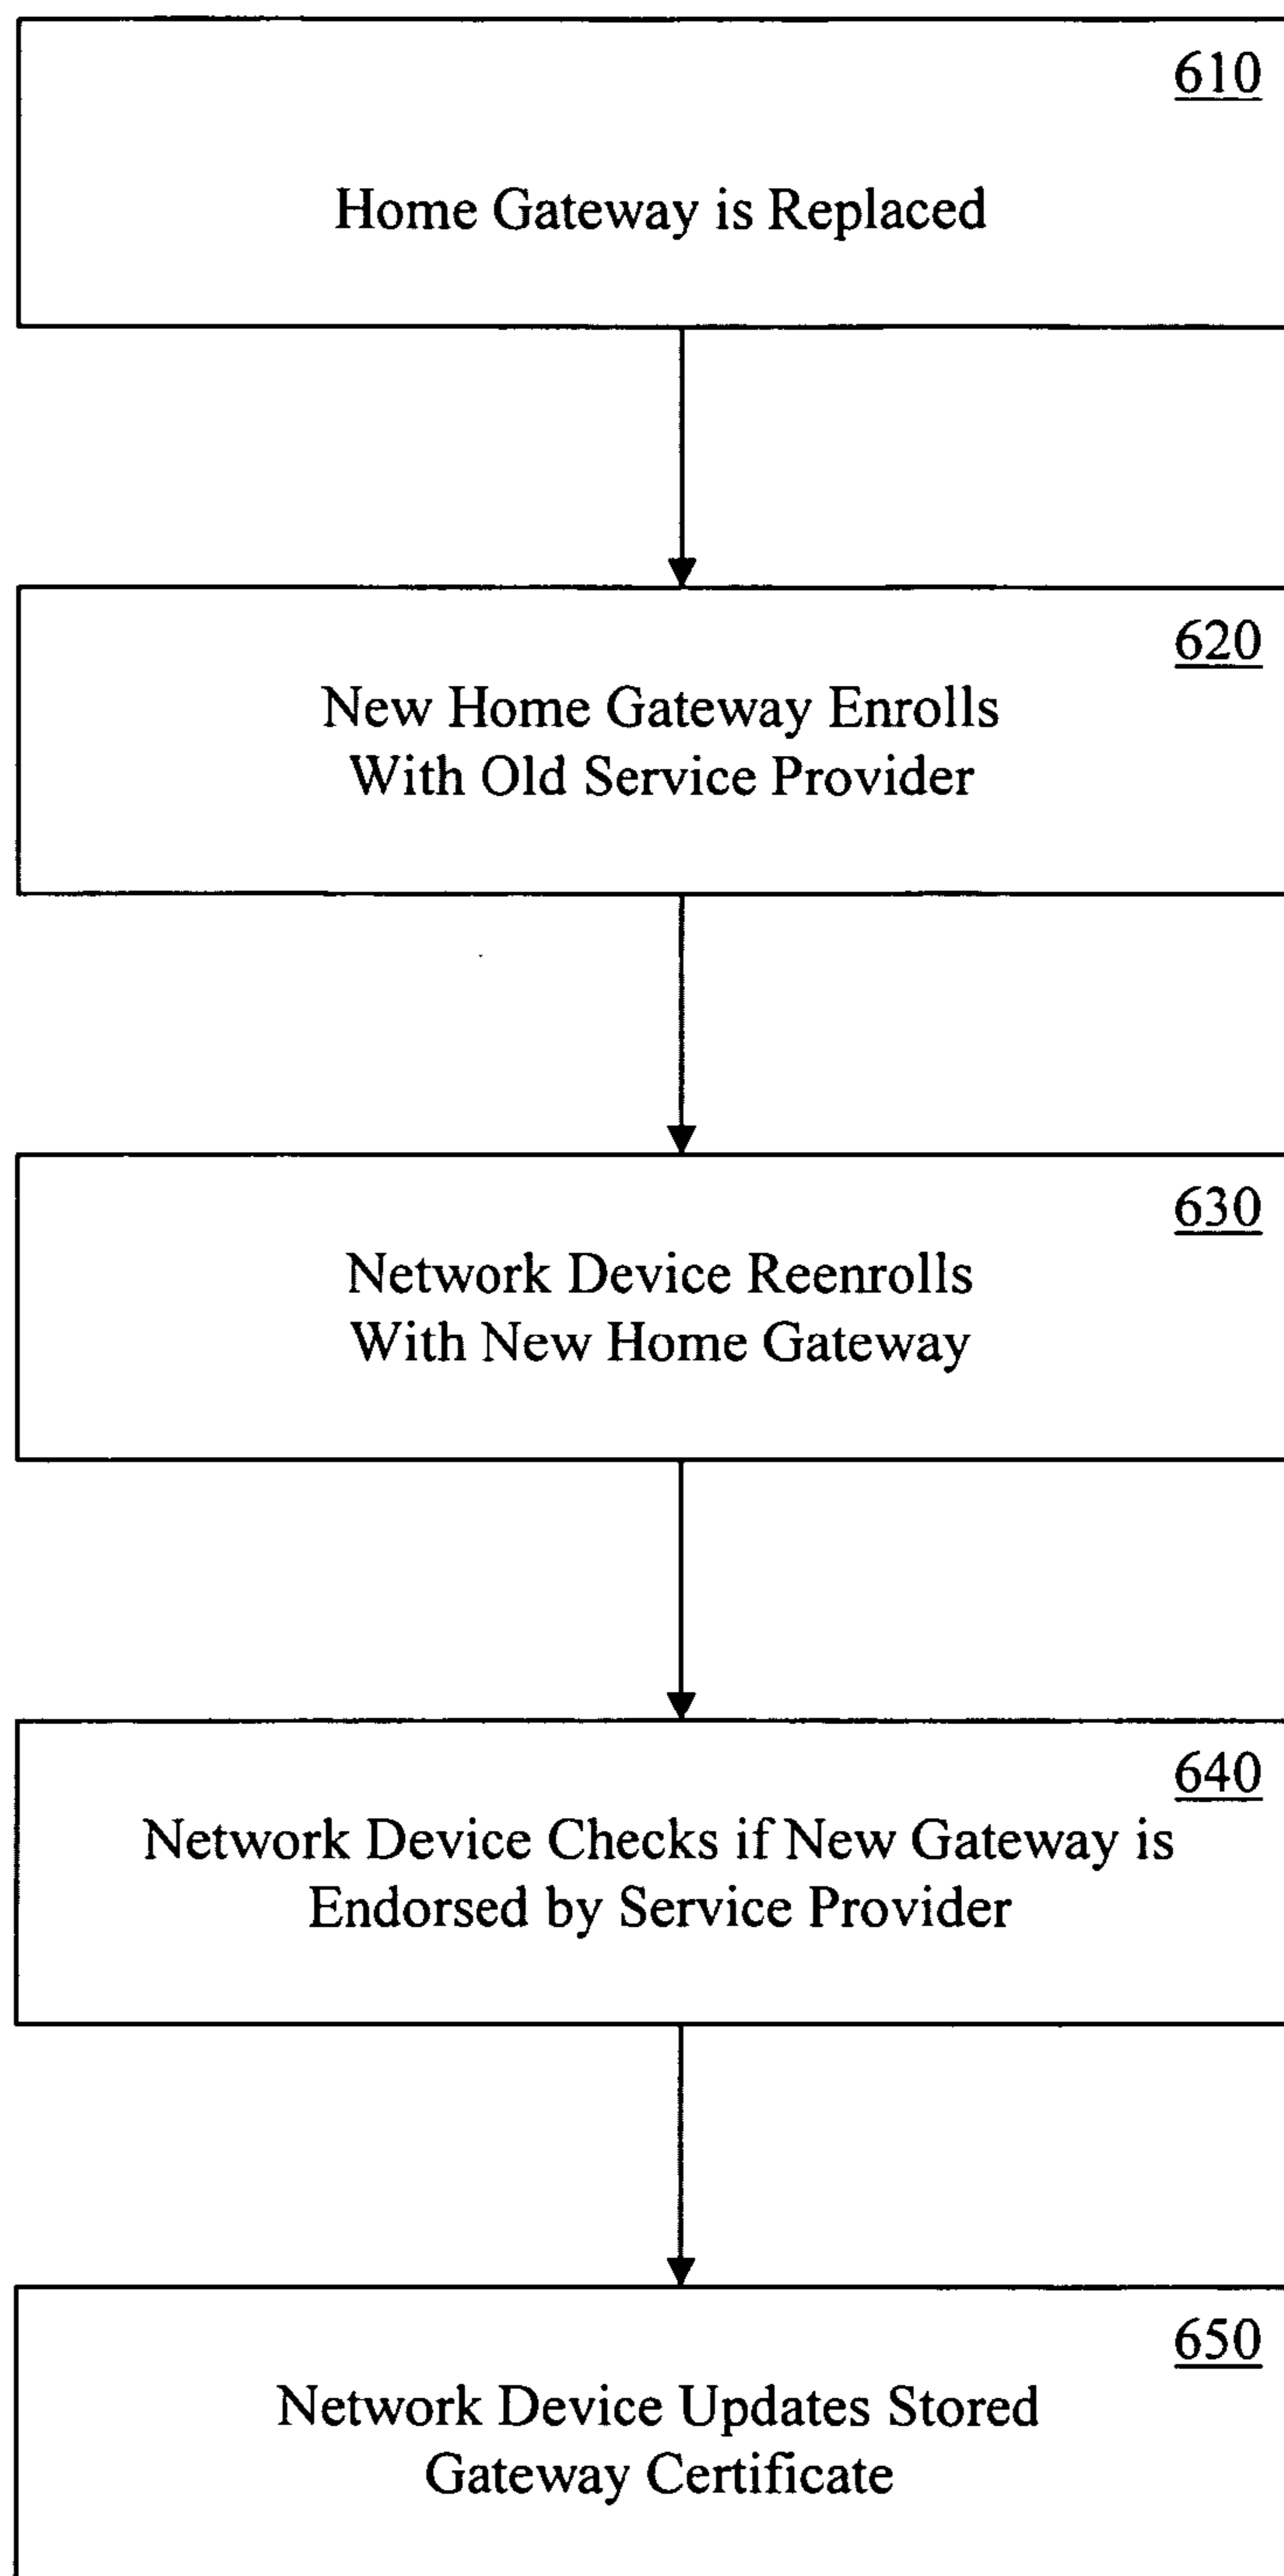 610
Home Gateway is Replaced
620
New Home Gateway Enrolls
With Old Service Provider
630
Network Device Reenrolls
With New Home Gateway
640
Network Device Checks if New Gateway is
Endorsed by Service Provider
650
Network Device Updates Stored
Gateway Certificate